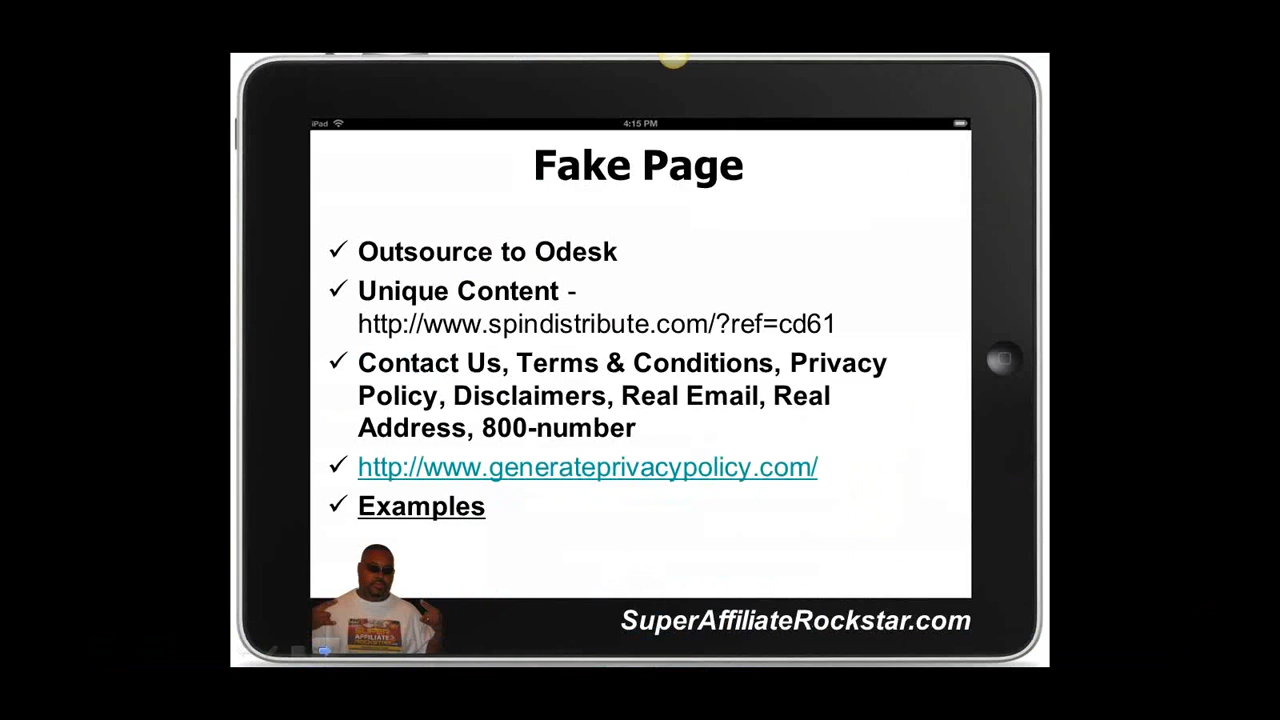 iPad 4:15 PM
Fake Page
✓ Outsource to Odesk
✓ Unique Content -
http://www.spindistribute.com/?ref=cd61
✓ Contact Us, Terms & Conditions, Privacy
Policy, Disclaimers, Real Email, Real
Address, 800-number
✓ http://www.generateprivacypolicy.com/
✓ Examples
AFFILIATE
SuperAffiliateRockstar.com